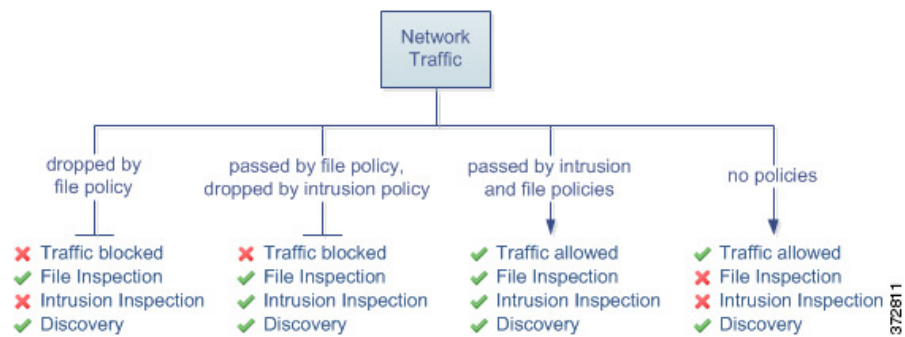 Network
Traffic
dropped by
file policy
passed by file policy,
dropped by intrusion policy
passed by intrusion
and file policies
no policies
Traffic blocked
File Inspection
Intrusion Inspection
Discovery
Traffic blocked
File Inspection
Intrusion Inspection
Discovery
Traffic allowed
File Inspection
Intrusion Inspection
Discovery
Traffic allowed
File Inspection
Intrusion Inspection
Discovery
372811